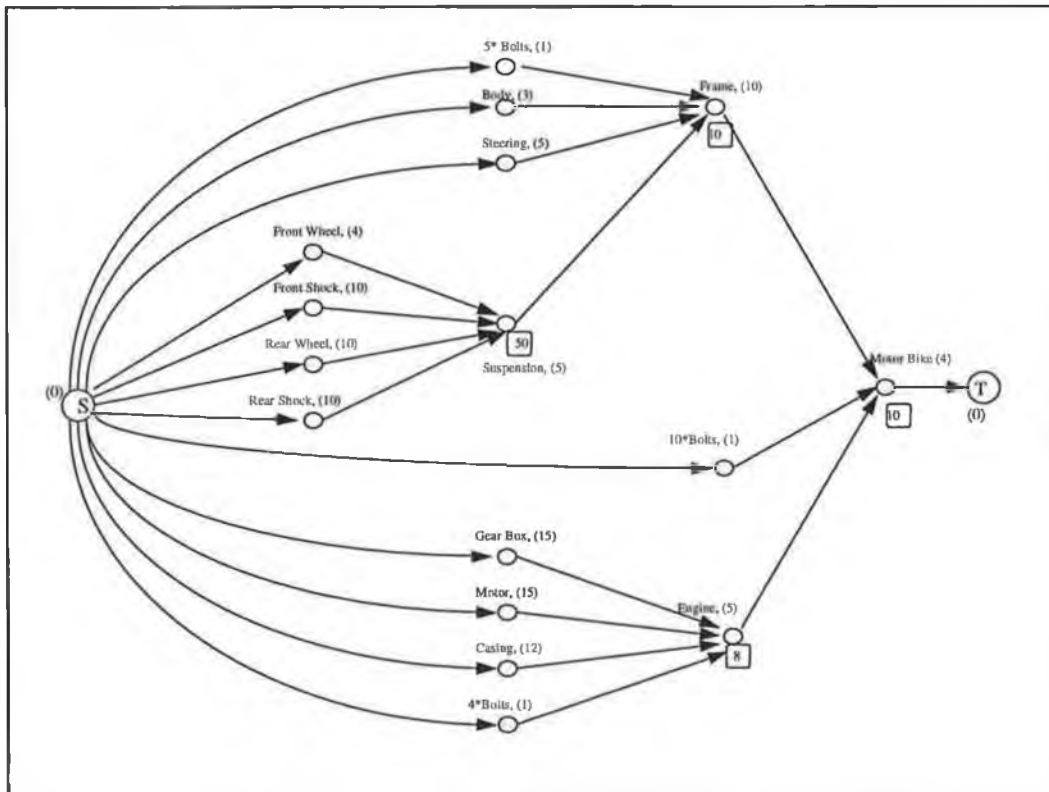 5* Bolts, (1)
Body, (3)
Frame, (10)
10
Steering, (5)
Front Wheel, (4)
Front Shock, (10)
Rear Wheel, (10)
50
Suspension, (5)
Rear Shock, (10)
(0)
S
Motor Bike (4)
T
(0)
10
10*Bolts, (1)
Gear Box, (15)
Motor, (15)
Engine, (5)
8
Casing, (12)
4*Bolts, (1)